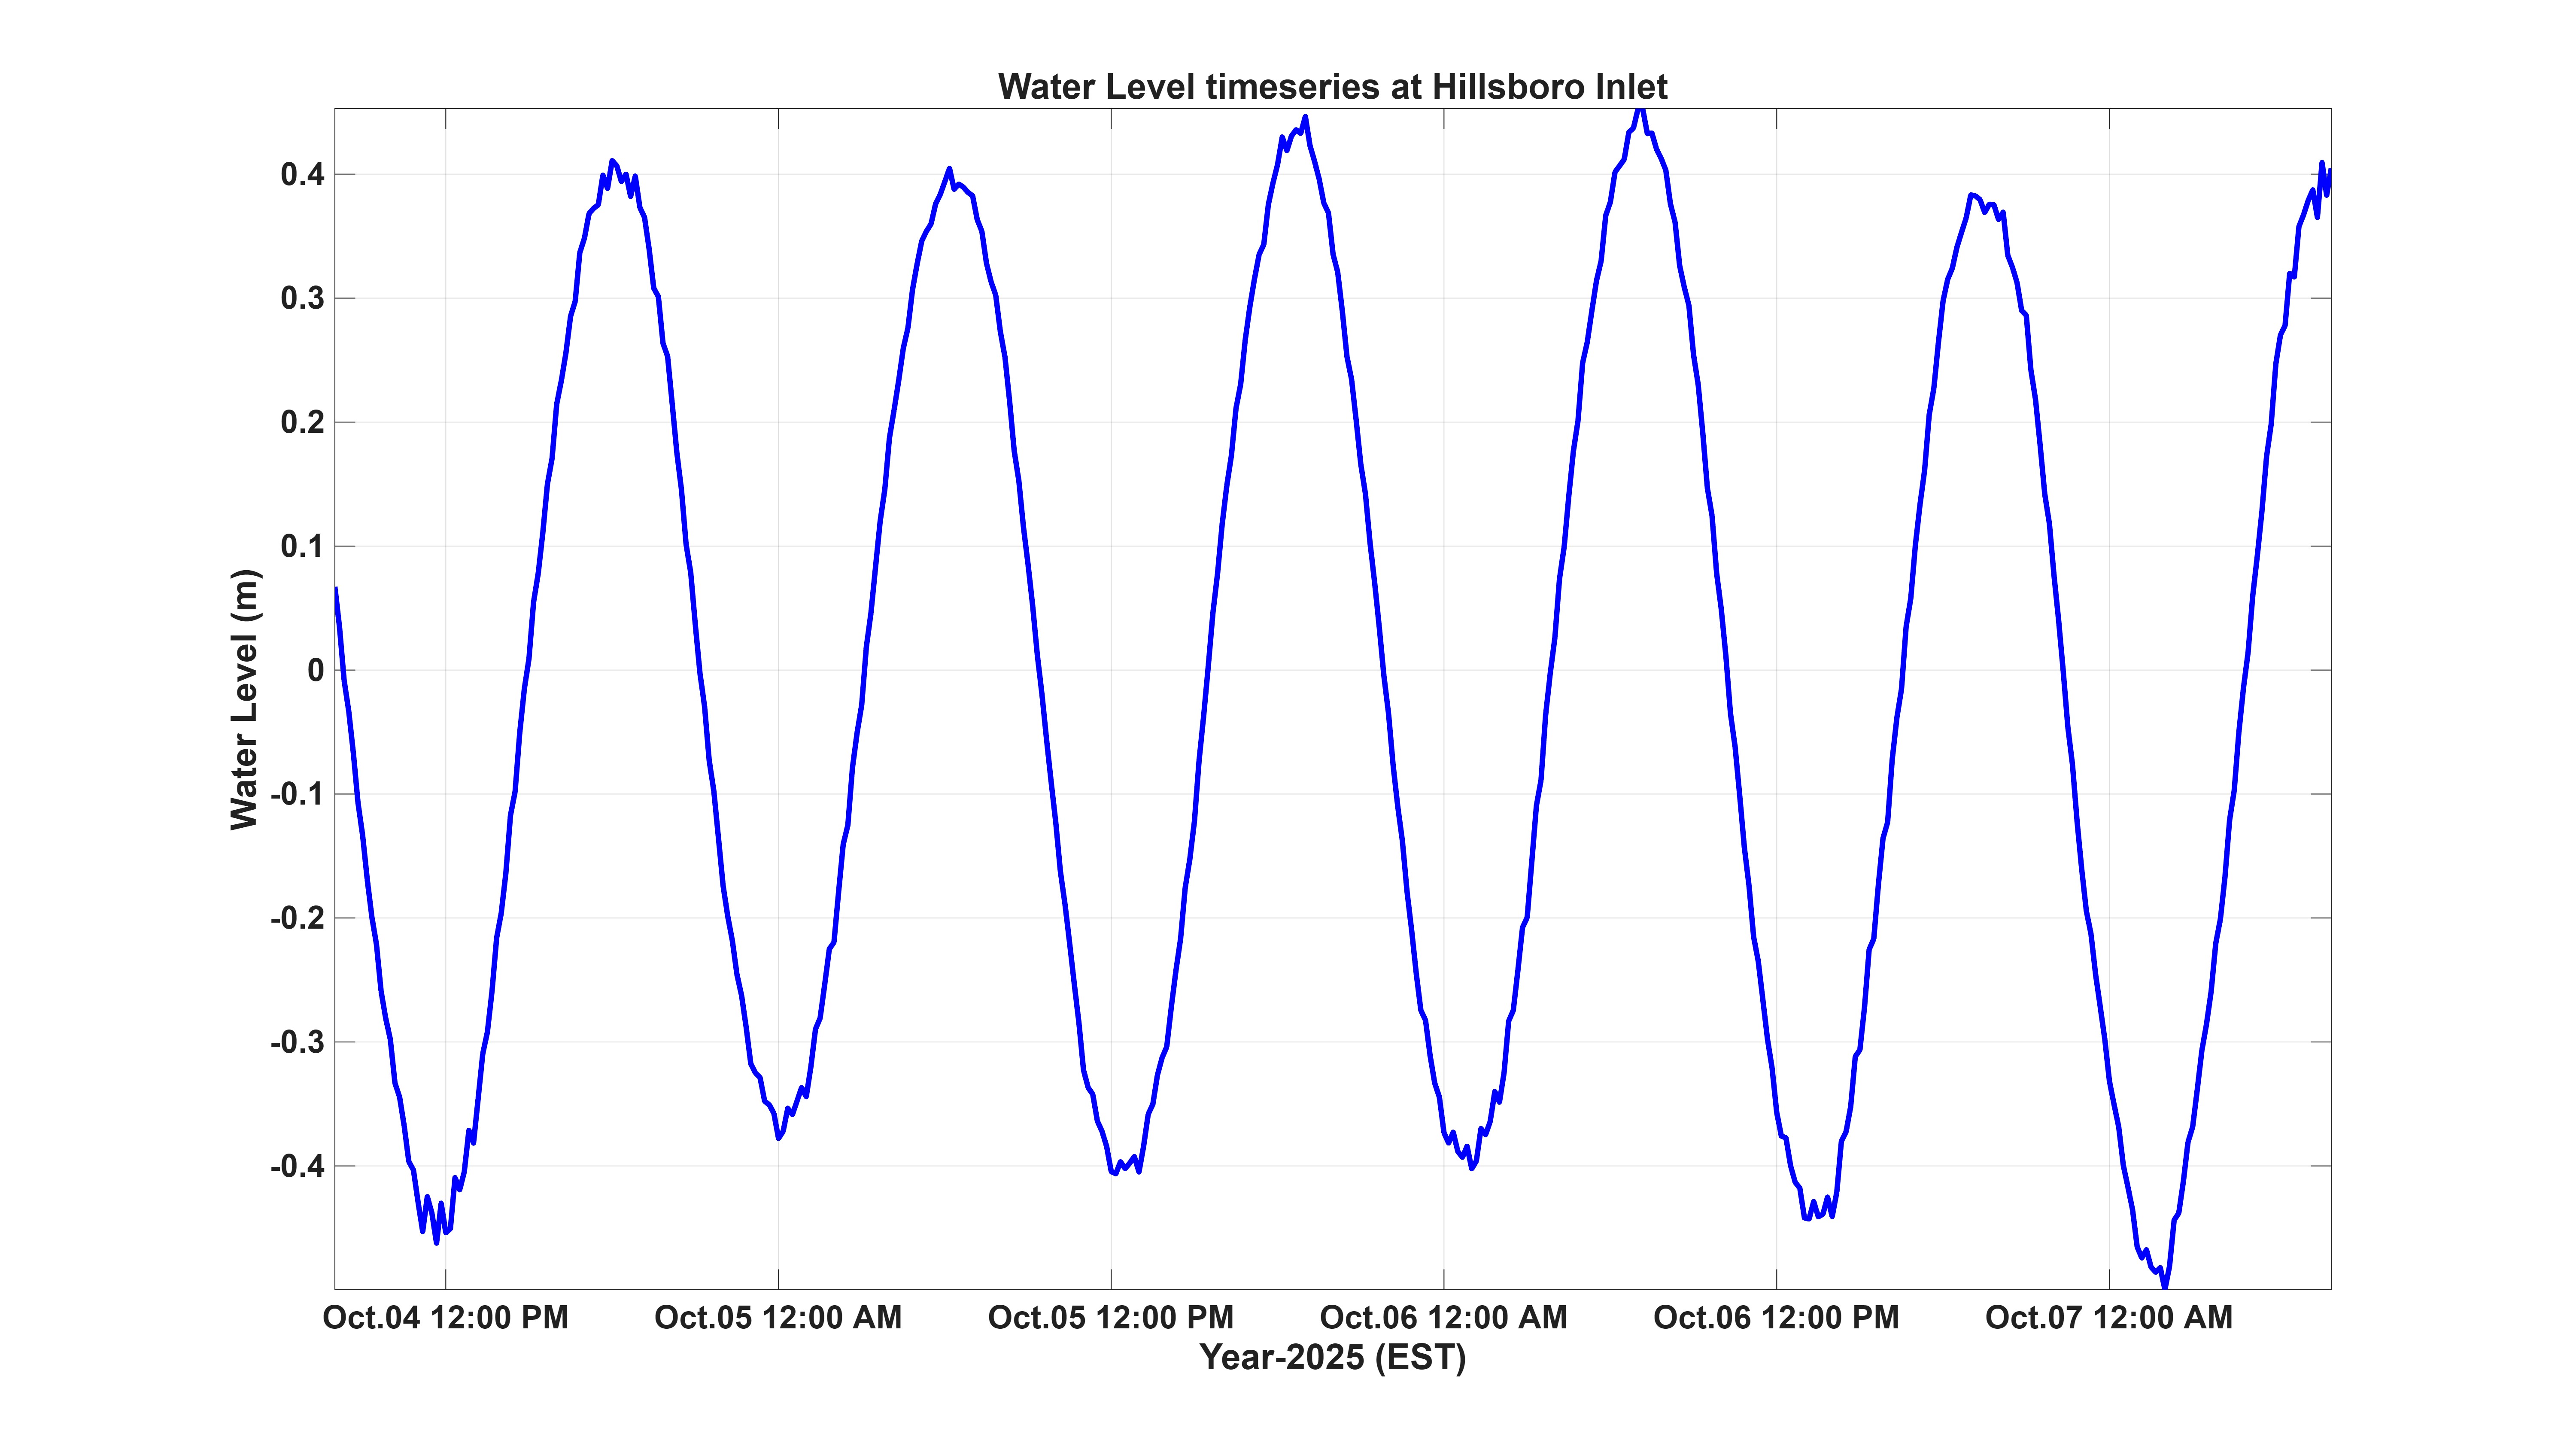 Water Level timeseries at Hillsboro Inlet
0.4
0.3
0.2
0.1
0
-0.1
-0.2
-0.3
-0.4
Water Level (m)
Oct.04 12:00 PM Oct.05 12:00 AM Oct.05 12:00 PM Oct.06 12:00 AM Oct.06 12:00 PM Oct.07 12:00 AM
Year-2025 (EST)